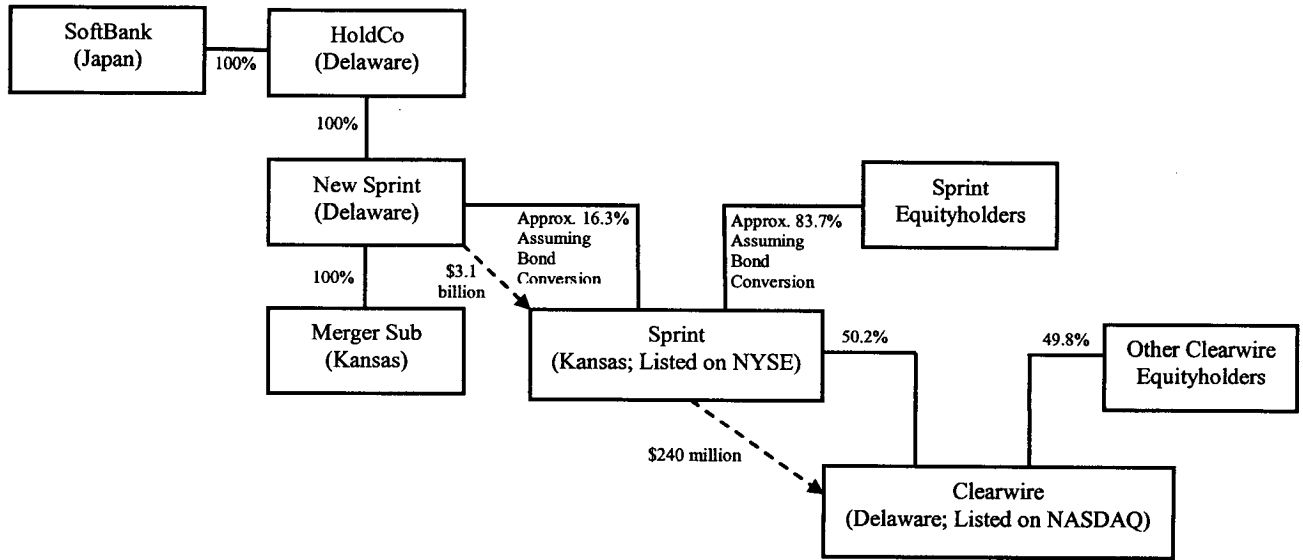 SoftBank
(Japan)
100%
HoldCo
(Delaware)
100%
New Sprint
(Delaware)
100%
Merger Sub
(Kansas)
$3.1
billion
Approx. 16.3%
Assuming
Bond
Conversion
Approx. 83.7%
Assuming
Bond
Conversion
Sprint
Equityholders
Sprint
(Kansas; Listed on NYSE)
50.2%
49.8%
Other Clearwire
Equityholders
$240 million
Clearwire
(Delaware; Listed on NASDAQ)